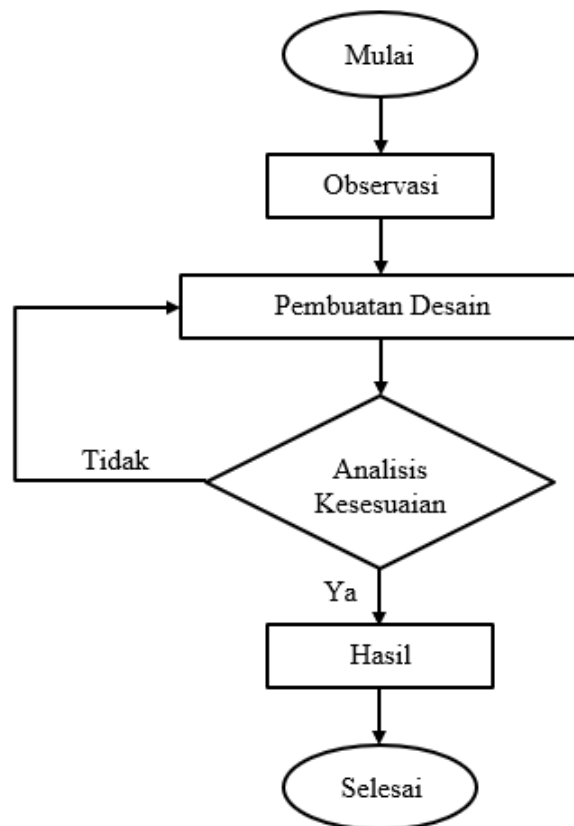 Mulai
Observasi
Pembuatan Desain
Tidak
Analisis
Kesesuaian
Ya
Hasil
Selesai